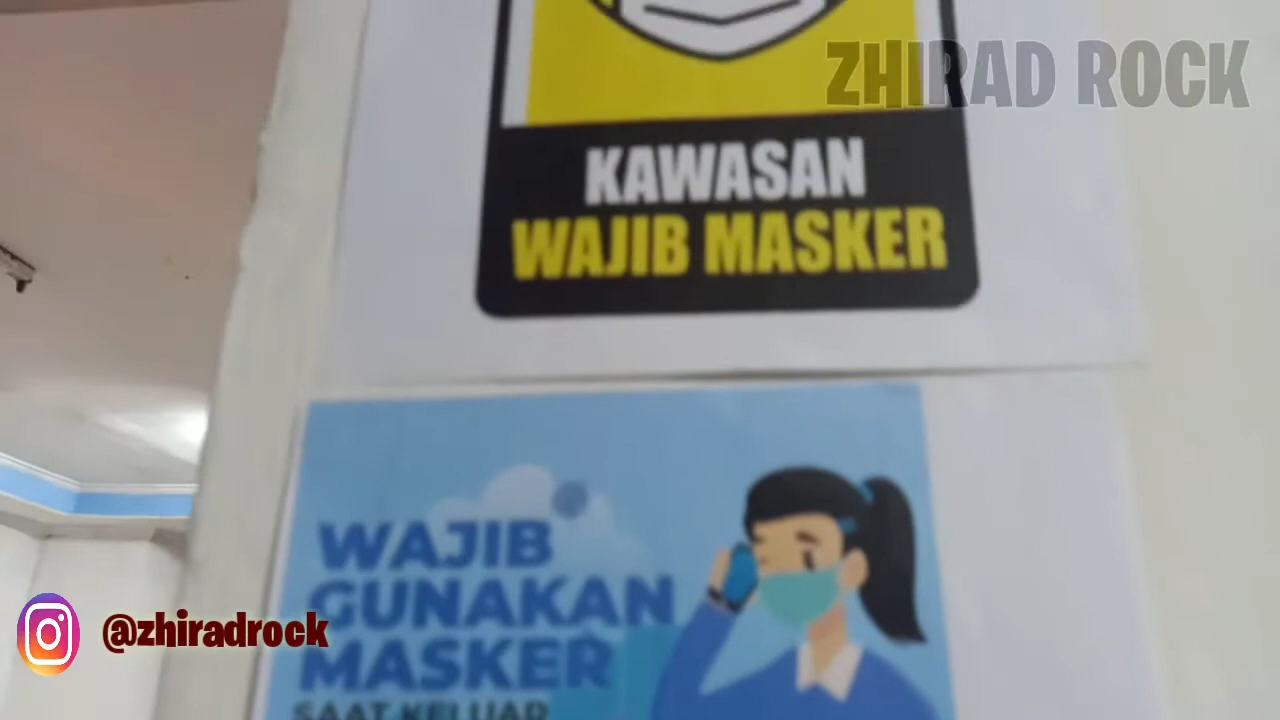 ZHIRAD ROCK
KAWASAN
WAJIB MASKER
WAJIB
GUNAKAN
MASKER
SAAT KELUAR
@zhiradrock